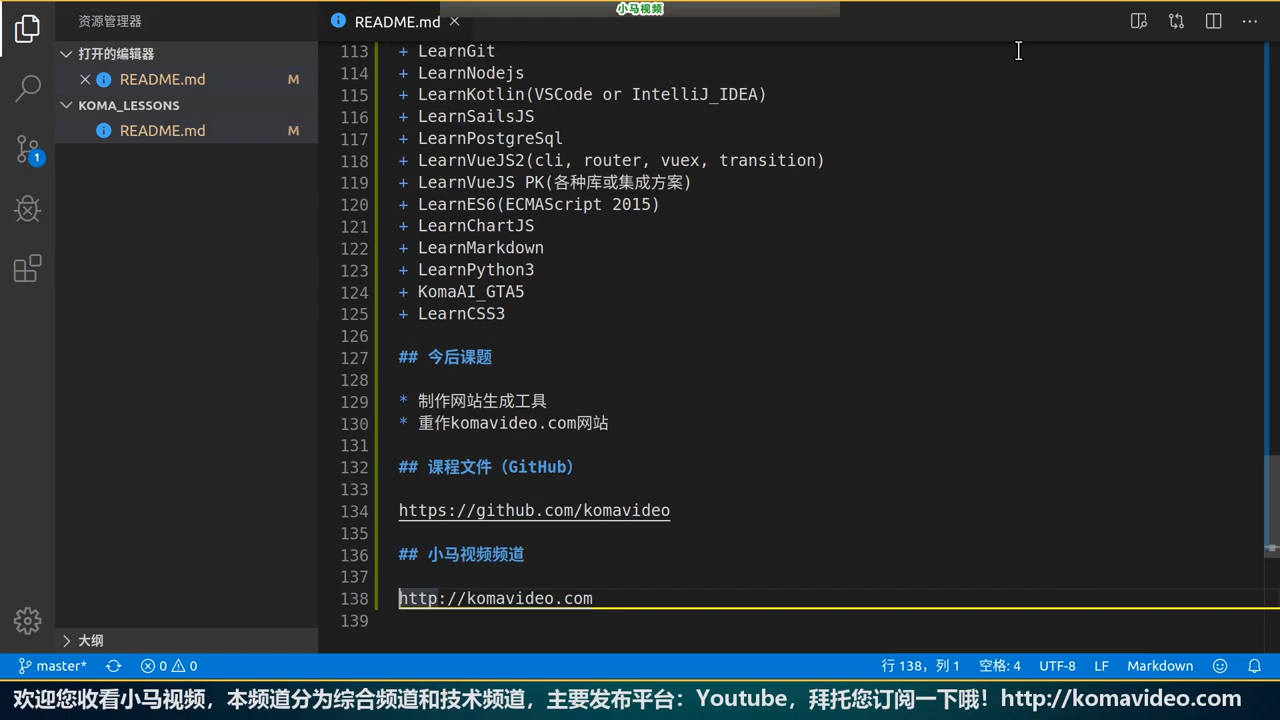 小马视频
资源管理器
README.md
打开的编辑器
README.md M
KOMA_LESSONS
README.md M
1
113 + LearnGit
114 + LearnNodejs
115 + LearnKotlin(VSCode or IntelliJ_IDEA)
116 + LearnSailsJS
117 + LearnPostgreSql
118 + LearnVueJS2(cli, router, vuex, transition)
119 + LearnVueJS PK(各种库或集成方案)
120 + LearnES6(ECMAScript 2015)
121 + LearnChartJS
122 + LearnMarkdown
123 + LearnPython3
124 + KomaAI_GTA5
125 + LearnCSS3
126
127 ## 今后课题
128
129 * 制作网站生成工具
130 * 重作komavideo.com网站
131
132 ## 课程文件（GitHub）
133
134 https://github.com/komavideo
135
136 ## 小马视频频道
137
138 http://komavideo.com
139
大纲
master* 0 0 行 138，列 1 空格: 4 UTF-8 LF Markdown
欢迎您收看小马视频，本频道分为综合频道和技术频道，主要发布平台：Youtube，拜托您订阅一下哦！http://komavideo.com